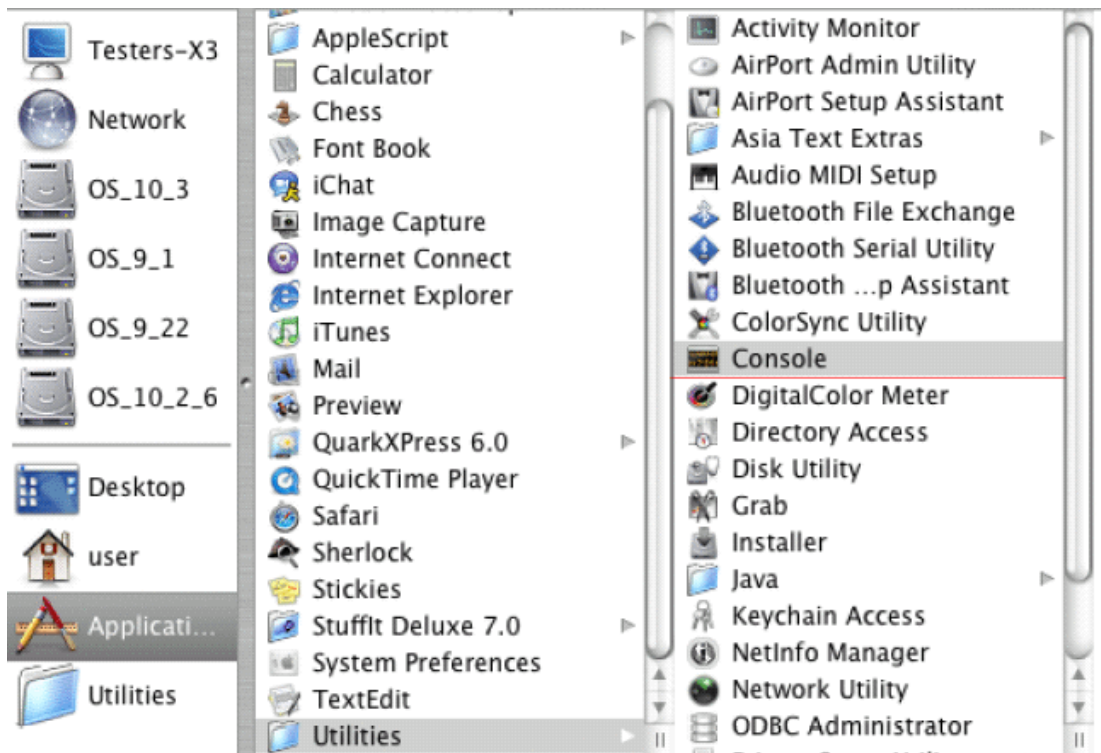 Testers-X3
Network
OS_10_3
OS_9_1
OS_9_22
OS_10_2_6
Desktop
user
Applicati...
Utilities
AppleScript
Calculator
Chess
Font Book
iChat
Image Capture
Internet Connect
Internet Explorer
iTunes
Mail
Preview
QuarkXPress 6.0
QuickTime Player
Safari
Sherlock
Stickies
StuffIt Deluxe 7.0
System Preferences
TextEdit
Utilities
Activity Monitor
AirPort Admin Utility
AirPort Setup Assistant
Asia Text Extras
Audio MIDI Setup
Bluetooth File Exchange
Bluetooth Serial Utility
Bluetooth ...p Assistant
ColorSync Utility
Console
DigitalColor Meter
Directory Access
Disk Utility
Grab
Installer
Java
Keychain Access
NetInfo Manager
Network Utility
ODBC Administrator